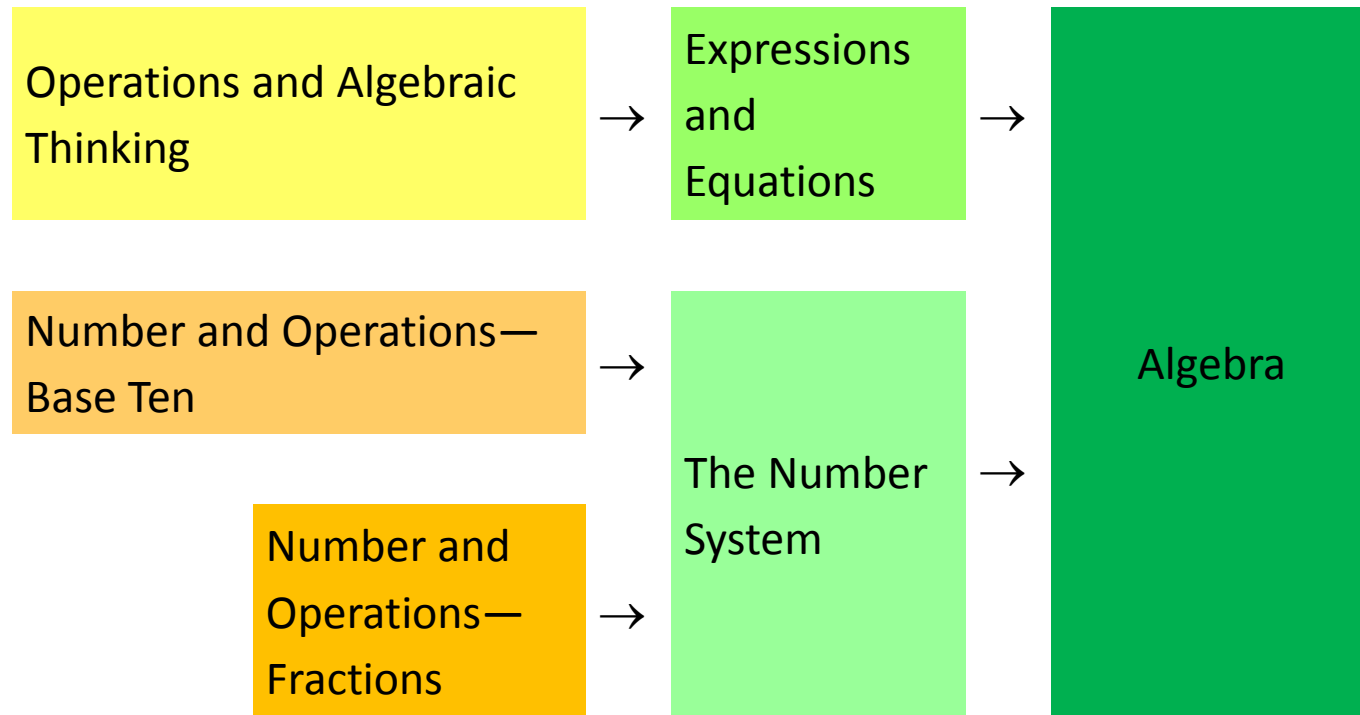 Operations and Algebraic
Thinking
→
Expressions
and
Equations
→
Number and Operations—
Base Ten
→
The Number
System
→
Algebra
Number and
Operations—
Fractions
→